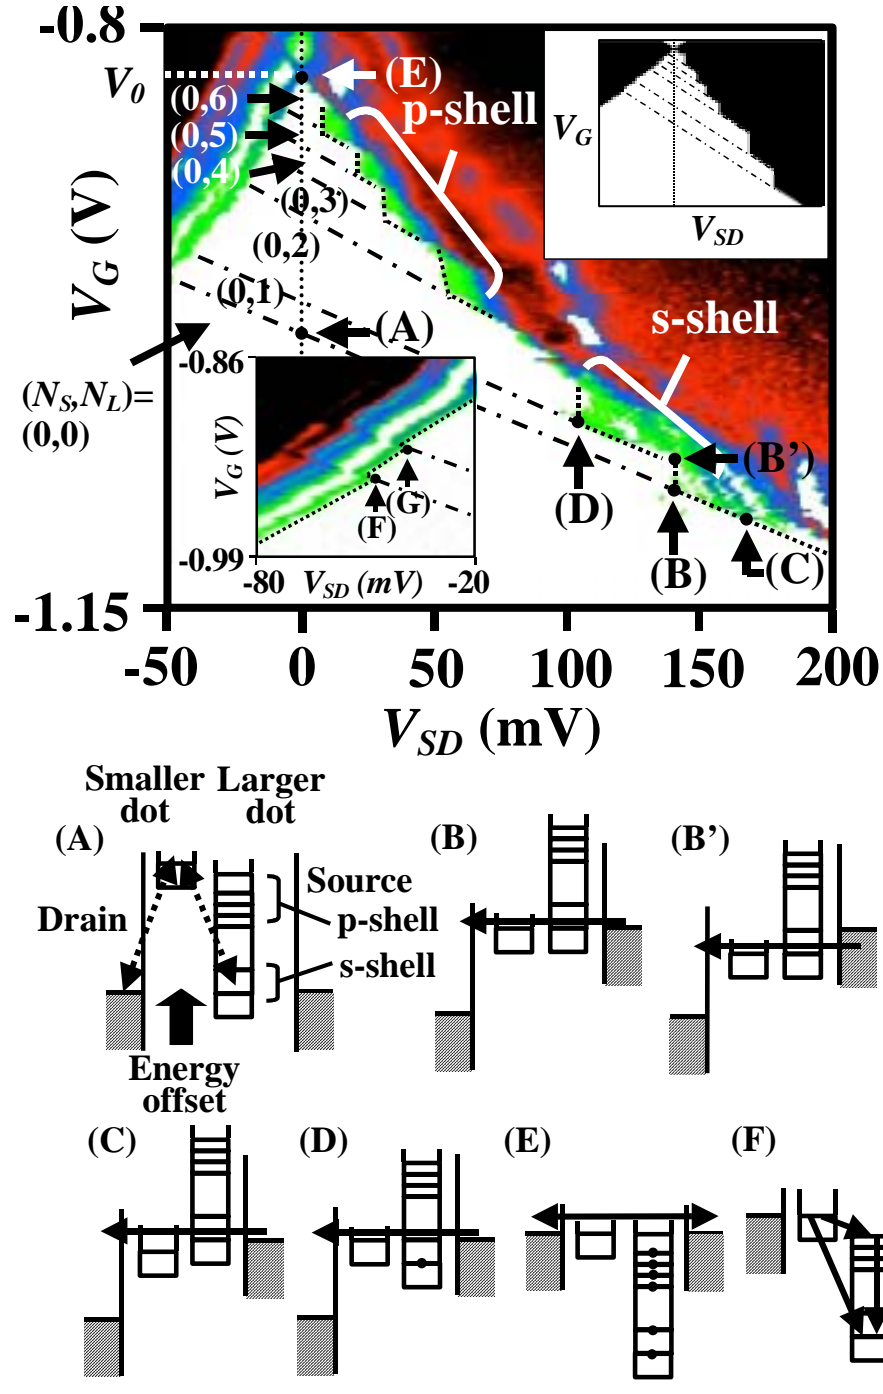 -0.8
V0
(E)
(0,6)
p-shell
(0,5)
(0,4)
(0,3)
(0,2)
(0,1)
VG
VSD
VG (V)
s-shell
(A)
(NS,NL)=
(0,0)
-0.86
VG (V)
(G)
(F)
-0.99
-80
VSD (mV)
-20
(B’)
(D)
(B)
(C)
-1.15
-50
0
50
100
150
200
VSD (mV)
Smaller
dot
Larger
dot
(A)
(B)
(B’)
Source
Drain
p-shell
s-shell
Energy
offset
(C)
(D)
(E)
(F)